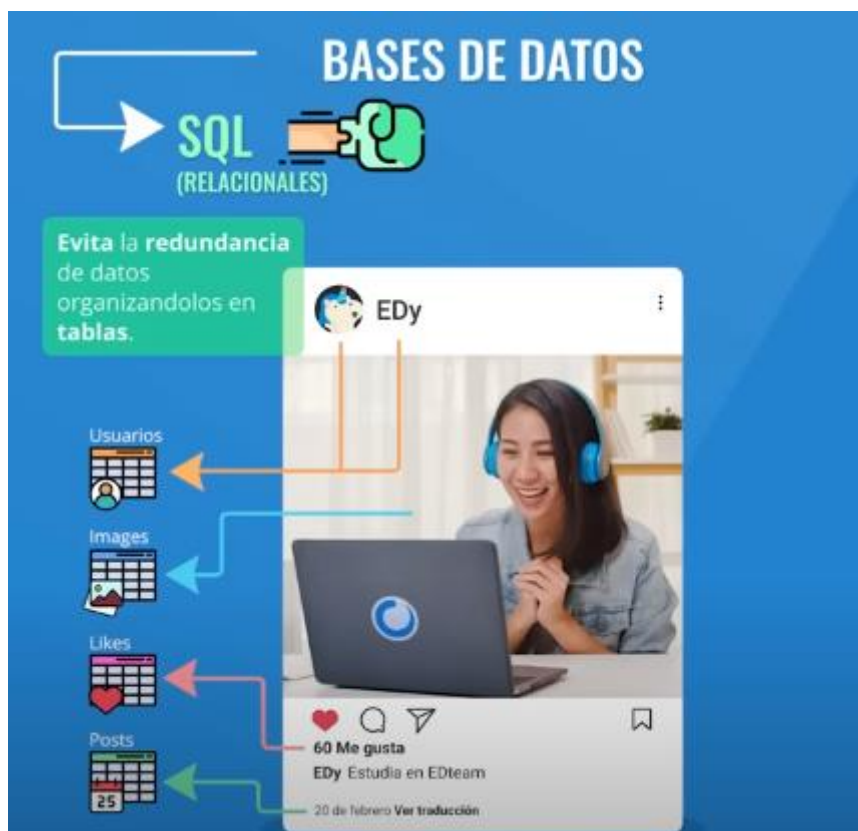 BASES DE DATOS
SQL
(RELACIONALES)
Evita la redundancia
de datos
organizandolos en
tablas.
EDy
Usuarios
Images
Likes
Posts
25
60 Me gusta
EDy Estudia en EDteam
20 de febrero Ver traducción